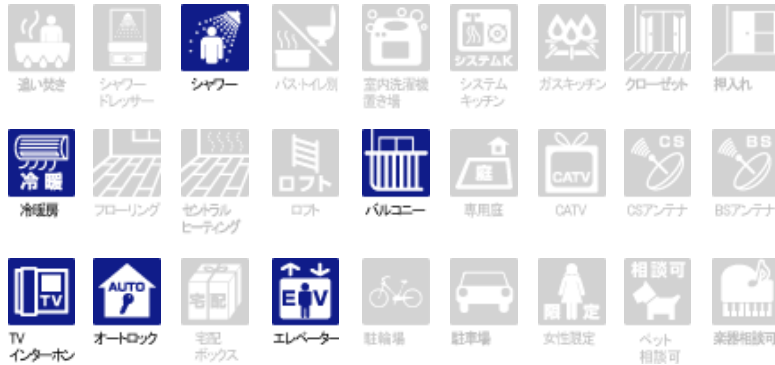 追い焚き
シャワー
ドレッサー
シャワー
バス・トイレ別
室内洗濯機
置き場
システムK
システム
キッチン
ガスキッチン
クローゼット
押入れ
冷暖
冷暖房
フローリング
セントラル
ヒーティング
ロフト
ロフト
バルコニー
庭
専用庭
CATV
CATV
CS
CSアンテナ
BS
BSアンテナ
TV
TV
インターホン
AUTO
オートロック
宅配
宅配
ボックス
EV
エレベーター
駐輪場
駐車場
限定
女性限定
相談可
ペット
相談可
楽器相談可